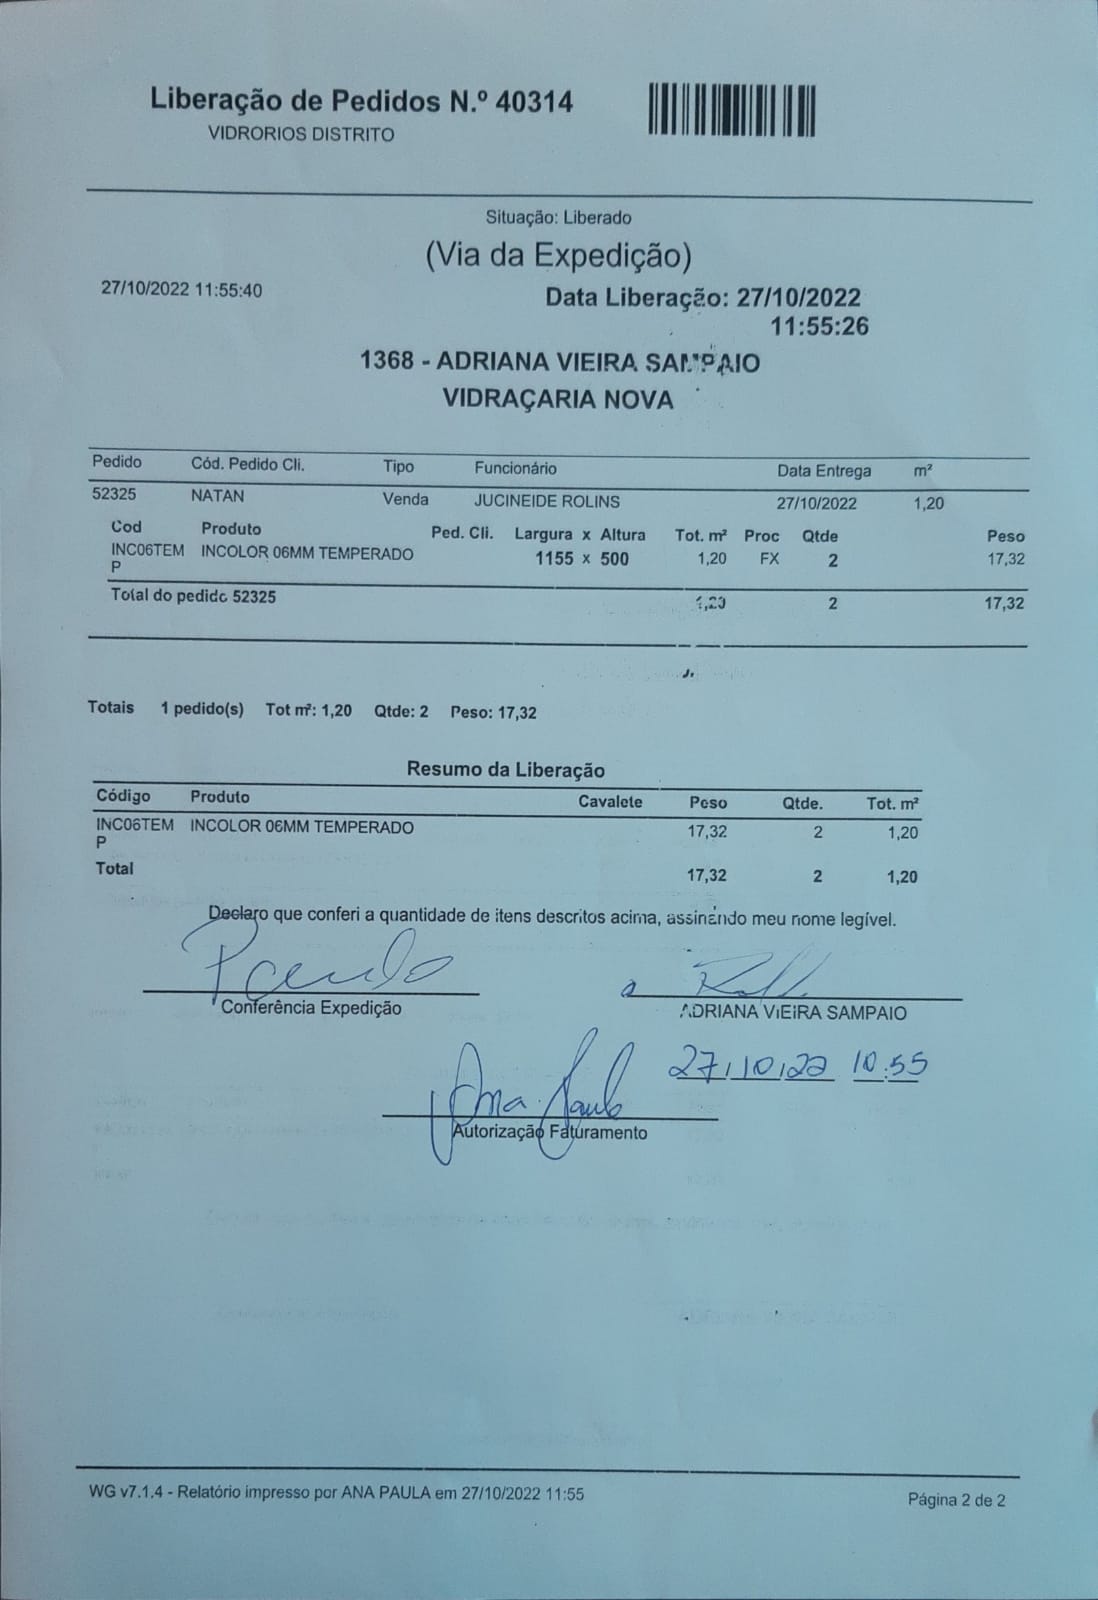 Liberação de Pedidos N.º 40314
VIDRORIOS DISTRITO
Situação: Liberado
(Via da Expedição)
27/10/2022 11:55:40
Data Liberação: 27/10/2022
11:55:26
1368 - ADRIANA VIEIRA SAMPAIO
VIDRAÇARIA NOVA
Pedido Cód. Pedido Cli. Tipo Funcionário Data Entrega m²
52325 NATAN Venda JUCINEIDE ROLINS 27/10/2022 1,20
Cod Produto Ped. Cli. Largura x Altura Tot. m² Proc Qtde Peso
INC06TEM INCOLOR 06MM TEMPERADO 1155 x 500 1,20 FX 2 17,32
P
Total do pedido 52325 1,20 2 17,32
Totais 1 pedido(s) Tot m²: 1,20 Qtde: 2 Peso: 17,32
Resumo da Liberação
Código Produto Cavalete Peso Qtde. Tot. m²
INC06TEM INCOLOR 06MM TEMPERADO 17,32 2 1,20
P
Total 17,32 2 1,20
Declaro que conferi a quantidade de itens descritos acima, assinando meu nome legível.
Conferência Expedição
ADRIANA VIEIRA SAMPAIO
27/10/22 10:55
Ana Paula
Autorização Faturamento
WG v7.1.4 - Relatório impresso por ANA PAULA em 27/10/2022 11:55
Página 2 de 2